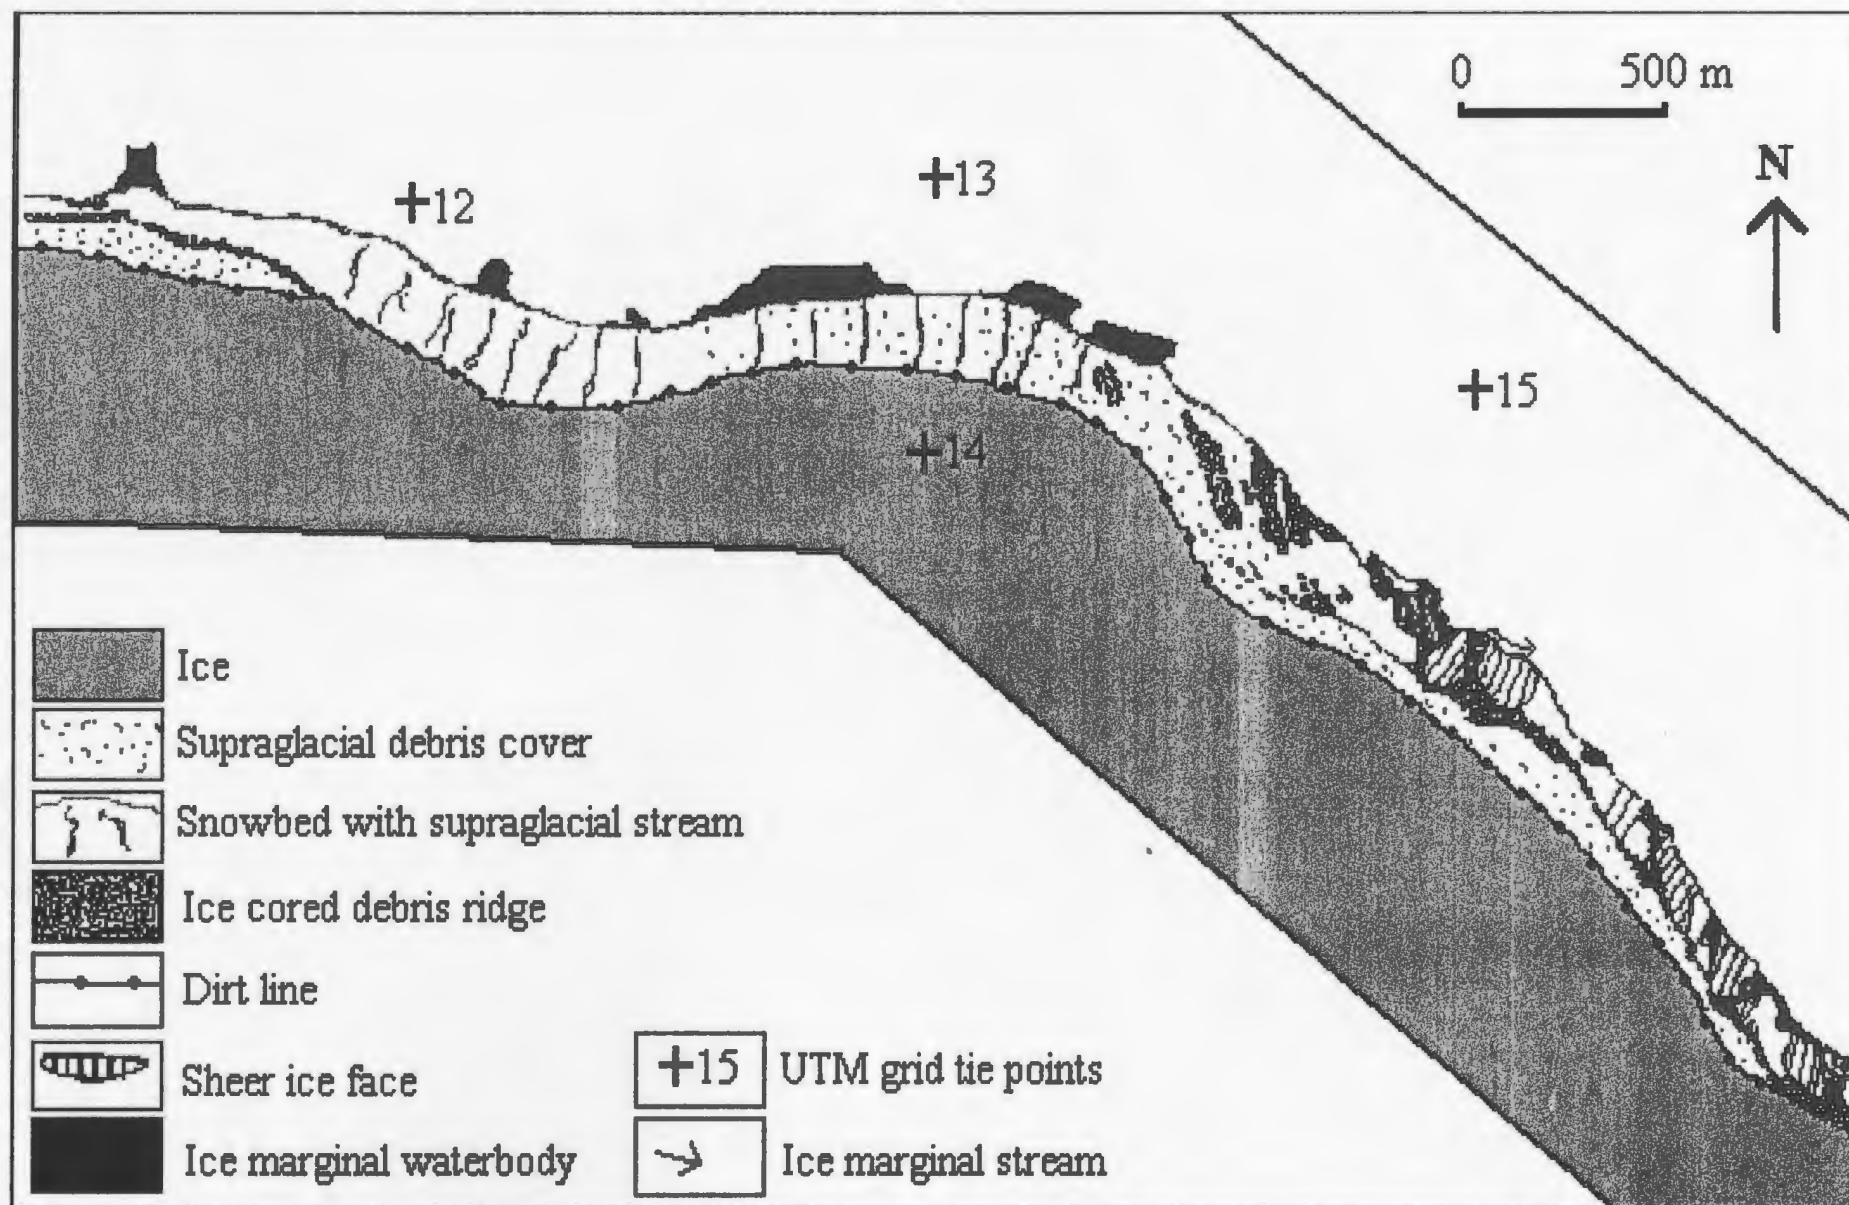 0 500 m
N
+12
+13
+15
+14
Ice
Supraglacial debris cover
Snowbed with supraglacial stream
Ice cored debris ridge
Dirt line
Sheer ice face
+15 UTM grid tie points
Ice marginal waterbody
Ice marginal stream